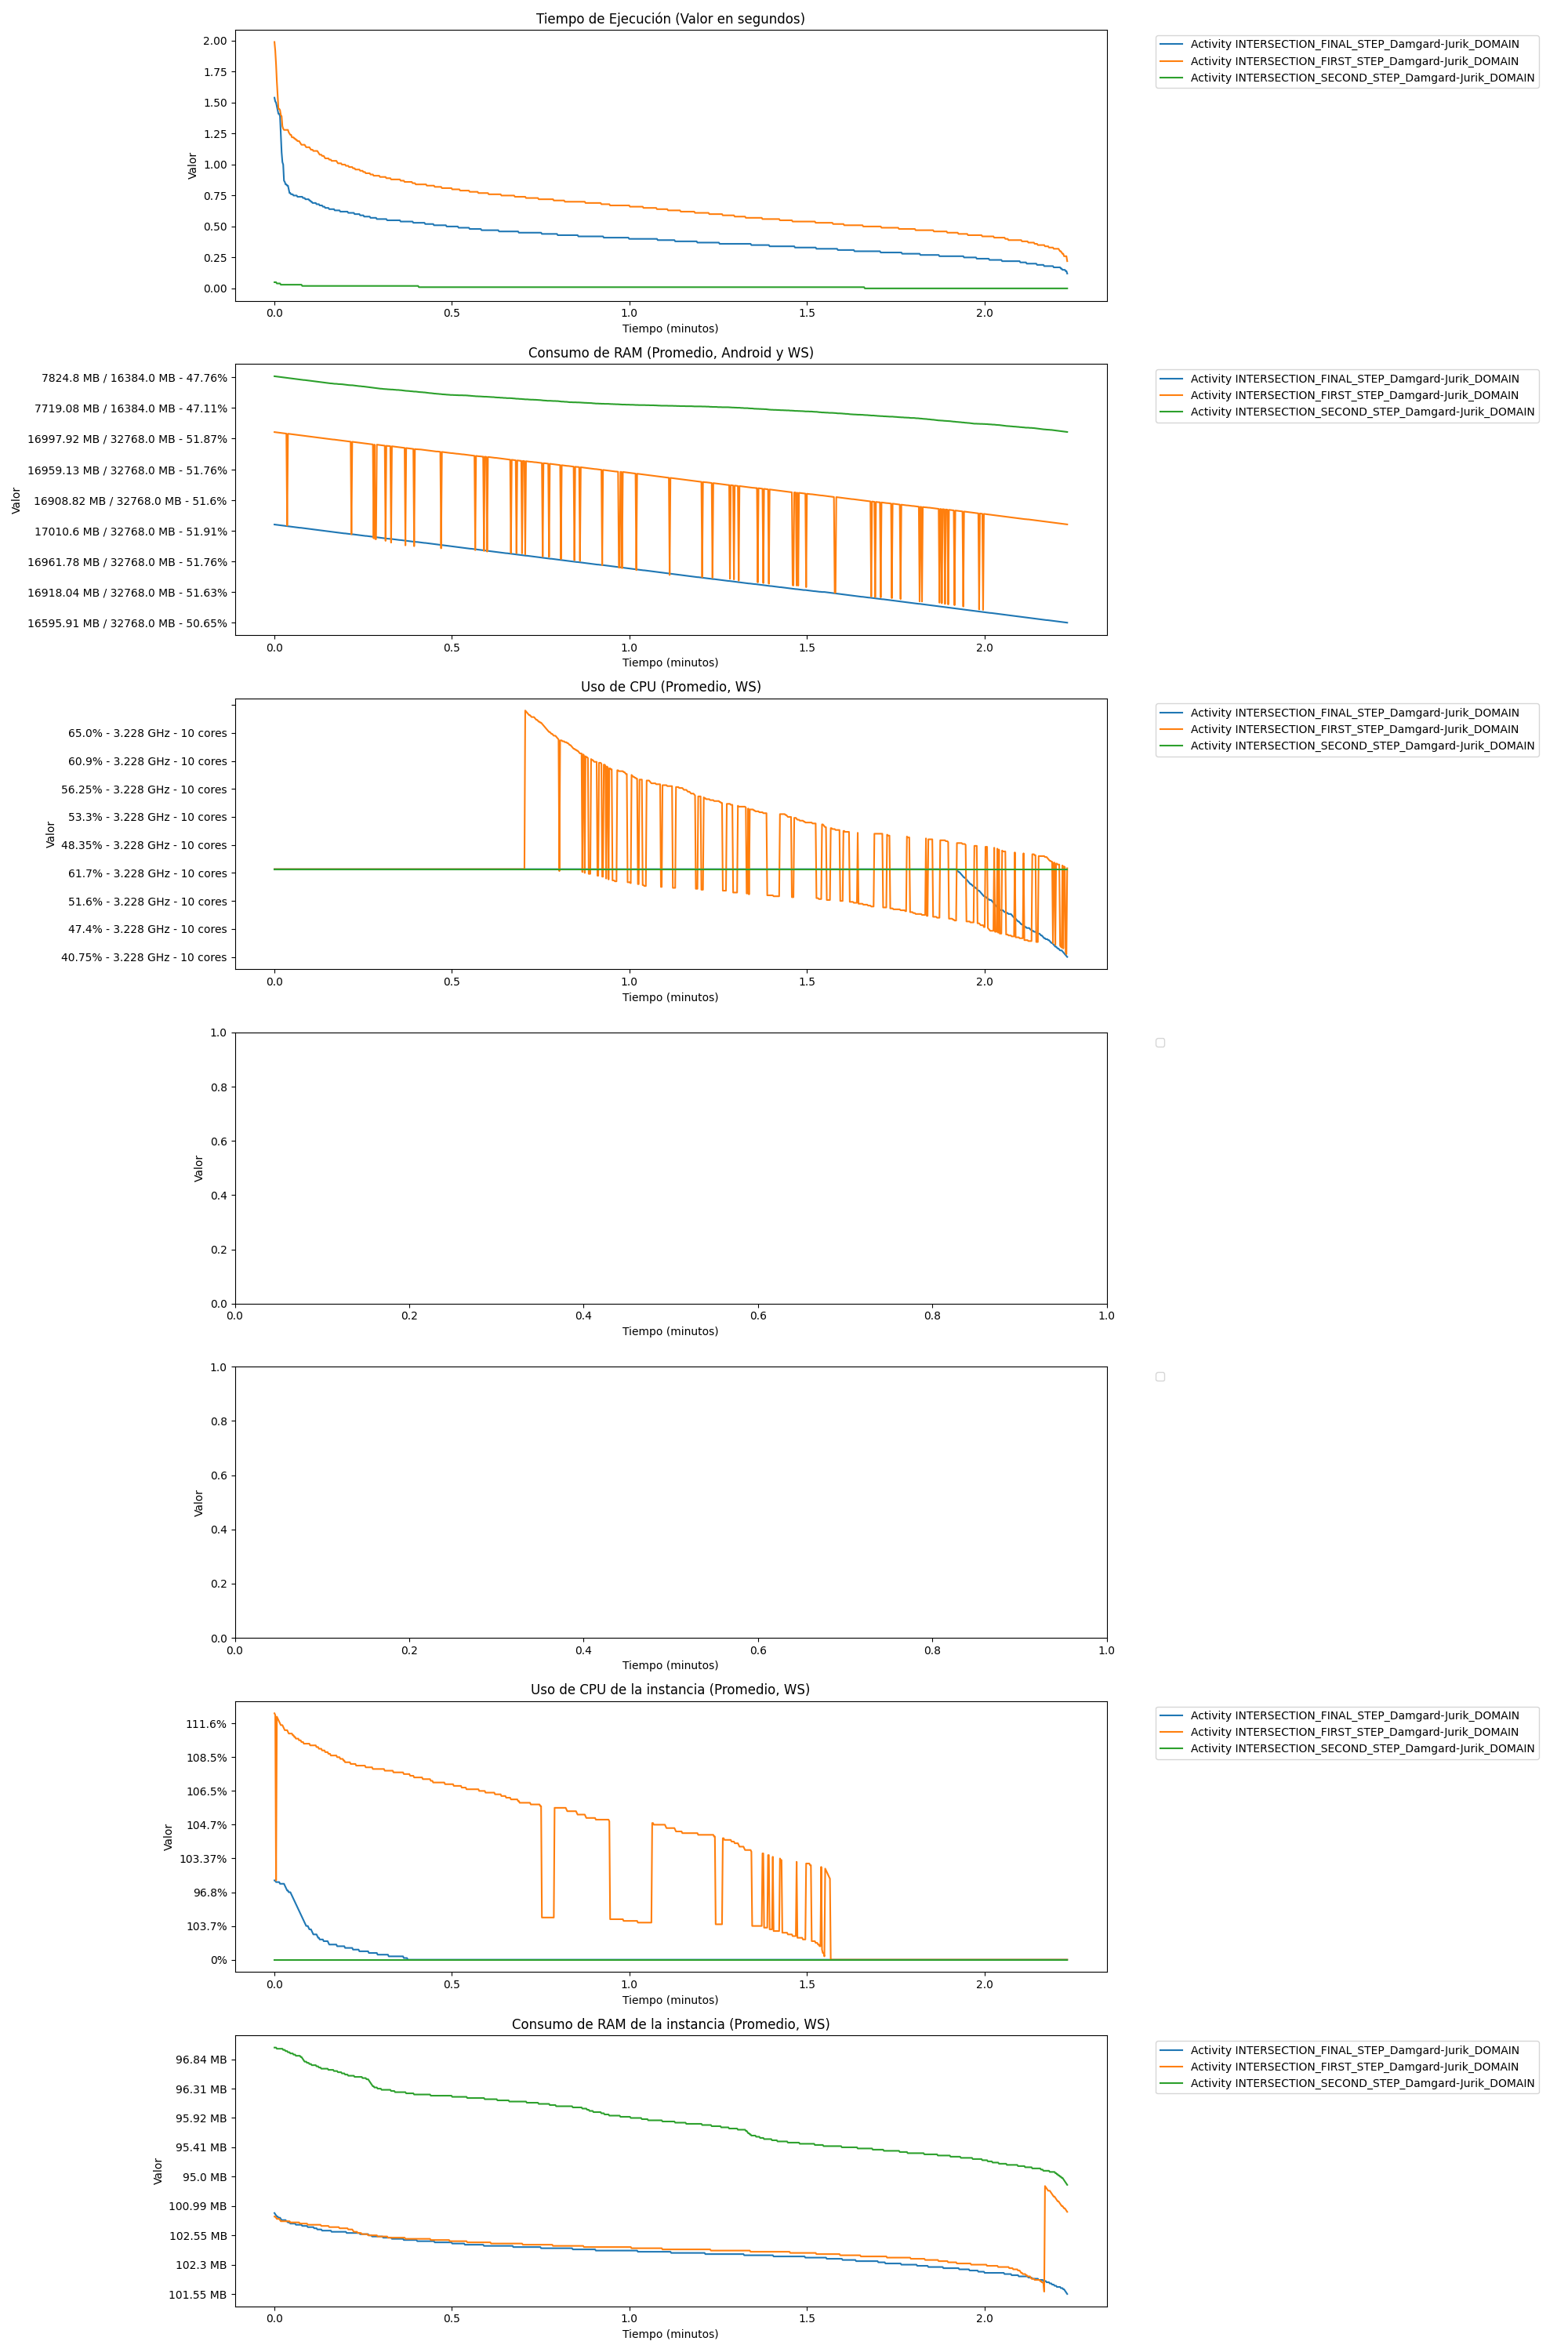 Tiempo de Ejecución (Valor en segundos)
2.00
1.75
1.50
1.25
1.00
0.75
0.50
0.25
0.00
Valor
0.0 0.5 1.0 1.5 2.0
Tiempo (minutos)
Activity INTERSECTION_FINAL_STEP_Damgard-Jurik_DOMAIN
Activity INTERSECTION_FIRST_STEP_Damgard-Jurik_DOMAIN
Activity INTERSECTION_SECOND_STEP_Damgard-Jurik_DOMAIN
Consumo de RAM (Promedio, Android y WS)
7824.8 MB / 16384.0 MB - 47.76%
7719.08 MB / 16384.0 MB - 47.11%
16997.92 MB / 32768.0 MB - 51.87%
16959.13 MB / 32768.0 MB - 51.76%
16908.82 MB / 32768.0 MB - 51.6%
17010.6 MB / 32768.0 MB - 51.91%
16961.78 MB / 32768.0 MB - 51.76%
16918.04 MB / 32768.0 MB - 51.63%
16595.91 MB / 32768.0 MB - 50.65%
Valor
0.0 0.5 1.0 1.5 2.0
Tiempo (minutos)
Activity INTERSECTION_FINAL_STEP_Damgard-Jurik_DOMAIN
Activity INTERSECTION_FIRST_STEP_Damgard-Jurik_DOMAIN
Activity INTERSECTION_SECOND_STEP_Damgard-Jurik_DOMAIN
Uso de CPU (Promedio, WS)
65.0% - 3.228 GHz - 10 cores
60.9% - 3.228 GHz - 10 cores
56.25% - 3.228 GHz - 10 cores
53.3% - 3.228 GHz - 10 cores
48.35% - 3.228 GHz - 10 cores
61.7% - 3.228 GHz - 10 cores
51.6% - 3.228 GHz - 10 cores
47.4% - 3.228 GHz - 10 cores
40.75% - 3.228 GHz - 10 cores
Valor
0.0 0.5 1.0 1.5 2.0
Tiempo (minutos)
Activity INTERSECTION_FINAL_STEP_Damgard-Jurik_DOMAIN
Activity INTERSECTION_FIRST_STEP_Damgard-Jurik_DOMAIN
Activity INTERSECTION_SECOND_STEP_Damgard-Jurik_DOMAIN
1.0
0.8
0.6
0.4
0.2
0.0
Valor
0.0 0.2 0.4 0.6 0.8 1.0
Tiempo (minutos)
1.0
0.8
0.6
0.4
0.2
0.0
Valor
0.0 0.2 0.4 0.6 0.8 1.0
Tiempo (minutos)
Uso de CPU de la instancia (Promedio, WS)
111.6%
108.5%
106.5%
104.7%
103.37%
96.8%
103.7%
0%
Valor
0.0 0.5 1.0 1.5 2.0
Tiempo (minutos)
Activity INTERSECTION_FINAL_STEP_Damgard-Jurik_DOMAIN
Activity INTERSECTION_FIRST_STEP_Damgard-Jurik_DOMAIN
Activity INTERSECTION_SECOND_STEP_Damgard-Jurik_DOMAIN
Consumo de RAM de la instancia (Promedio, WS)
96.84 MB
96.31 MB
95.92 MB
95.41 MB
95.0 MB
100.99 MB
102.55 MB
102.3 MB
101.55 MB
Valor
0.0 0.5 1.0 1.5 2.0
Tiempo (minutos)
Activity INTERSECTION_FINAL_STEP_Damgard-Jurik_DOMAIN
Activity INTERSECTION_FIRST_STEP_Damgard-Jurik_DOMAIN
Activity INTERSECTION_SECOND_STEP_Damgard-Jurik_DOMAIN